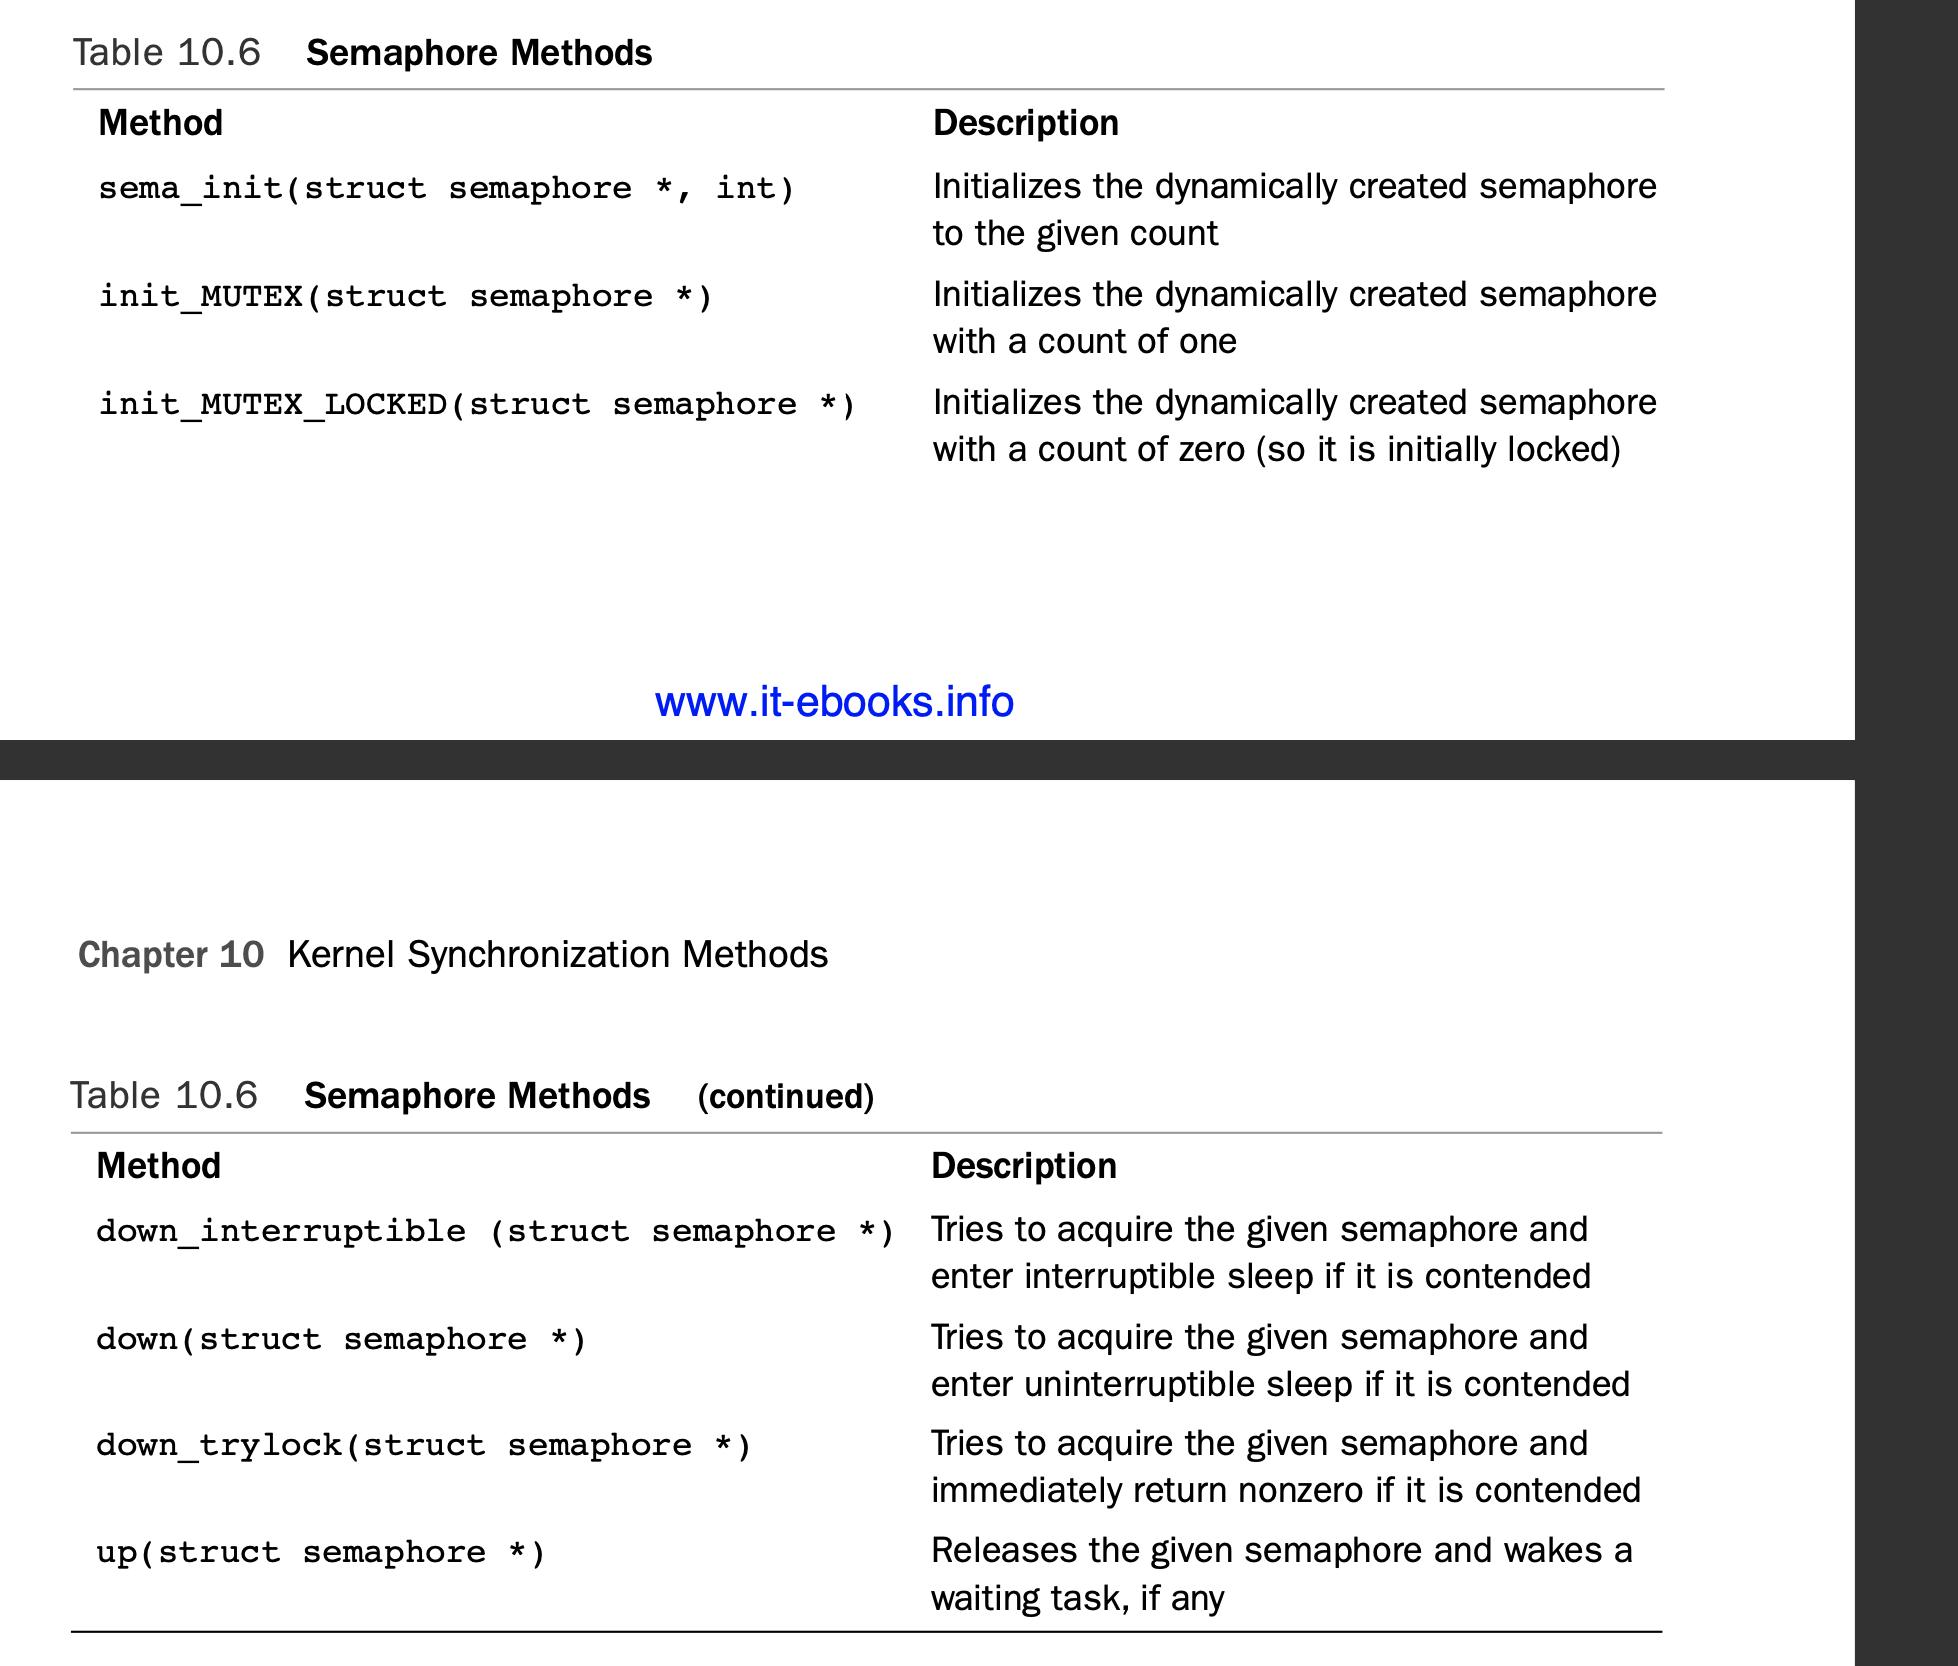 Table 10.6 Semaphore Methods
Method Description
sema_init(struct semaphore *, int) Initializes the dynamically created semaphore
to the given count
init_MUTEX(struct semaphore *) Initializes the dynamically created semaphore
with a count of one
init_MUTEX_LOCKED(struct semaphore *) Initializes the dynamically created semaphore
with a count of zero (so it is initially locked)
www.it-ebooks.info
Chapter 10 Kernel Synchronization Methods
Table 10.6 Semaphore Methods (continued)
Method Description
down_interruptible (struct semaphore *) Tries to acquire the given semaphore and
enter interruptible sleep if it is contended
down(struct semaphore *) Tries to acquire the given semaphore and
enter uninterruptible sleep if it is contended
down_trylock(struct semaphore *) Tries to acquire the given semaphore and
immediately return nonzero if it is contended
up(struct semaphore *) Releases the given semaphore and wakes a
waiting task, if any